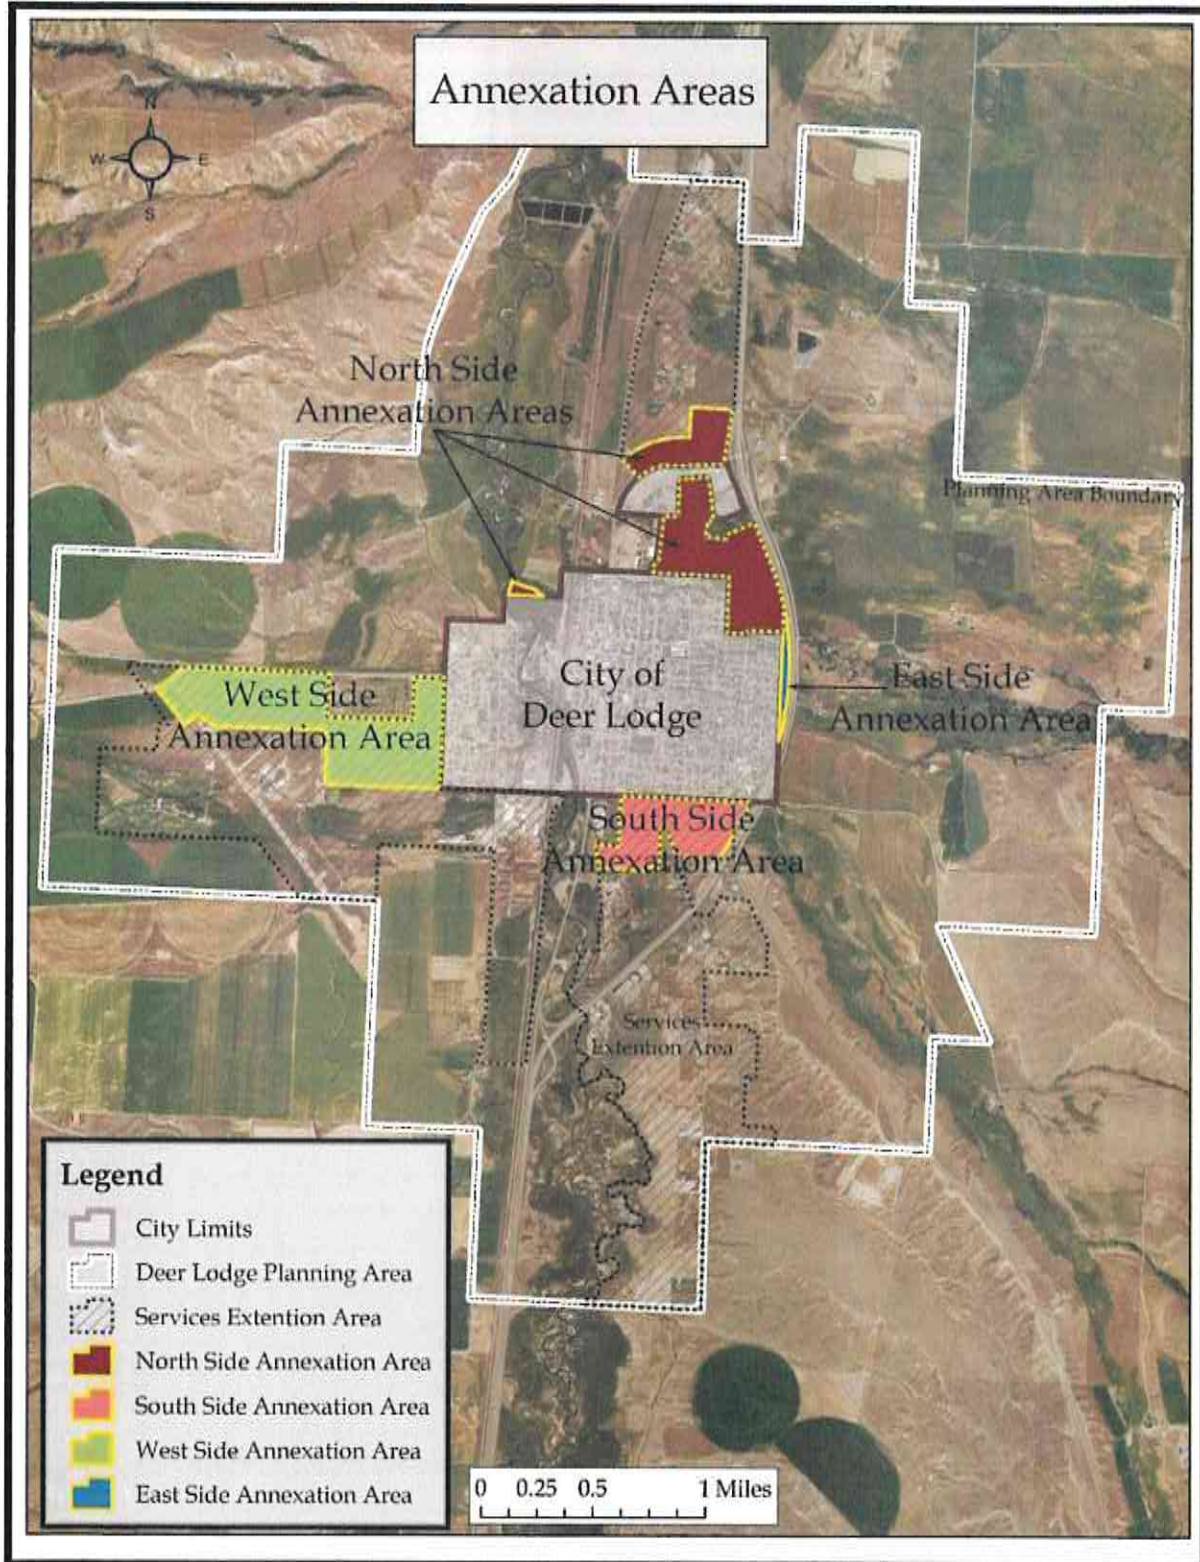 Annexation Areas
N
W
E
S
North Side
Annexation Areas
Planning Area Boundary
West Side
Annexation Area
City of
Deer Lodge
East Side
Annexation Area
South Side
Annexation Area
Services
Extention Area
Legend
City Limits
Deer Lodge Planning Area
Services Extention Area
North Side Annexation Area
South Side Annexation Area
West Side Annexation Area
East Side Annexation Area
0 0.25 0.5 1 Miles